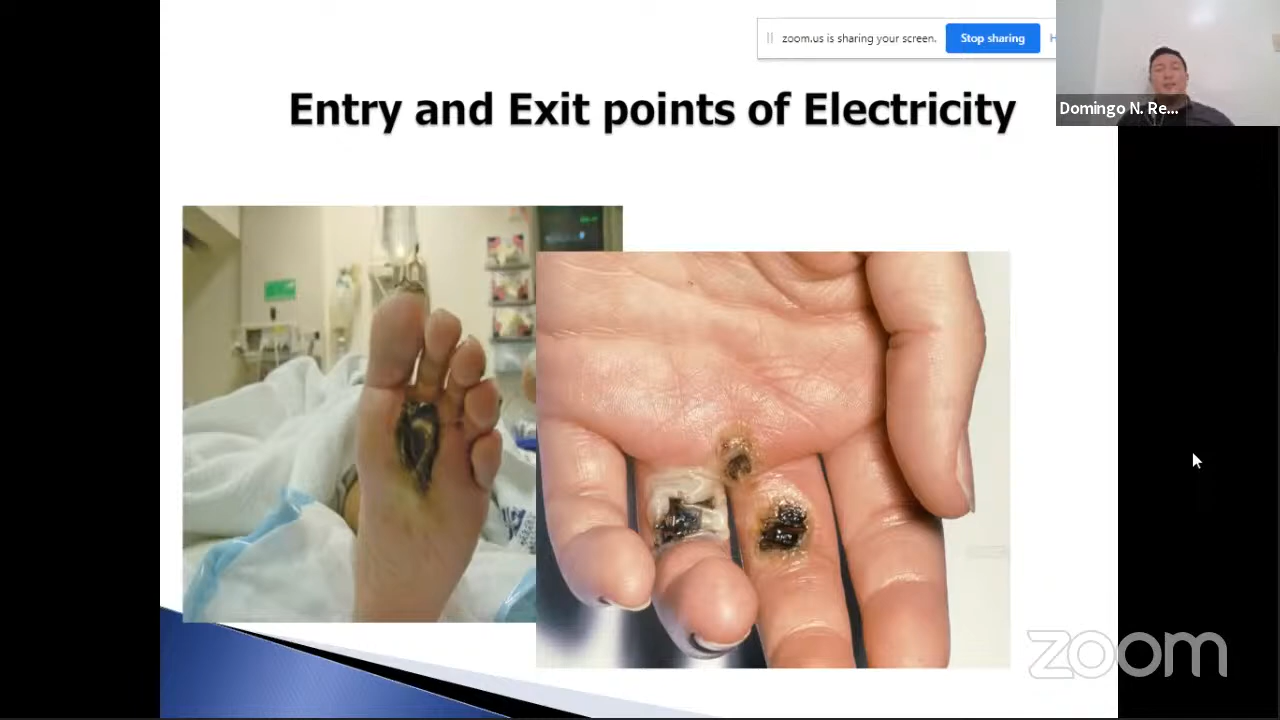 zoom.us is sharing your screen.
Stop sharing
H
Domingo N. Re...
Entry and Exit points of Electricity
zoom